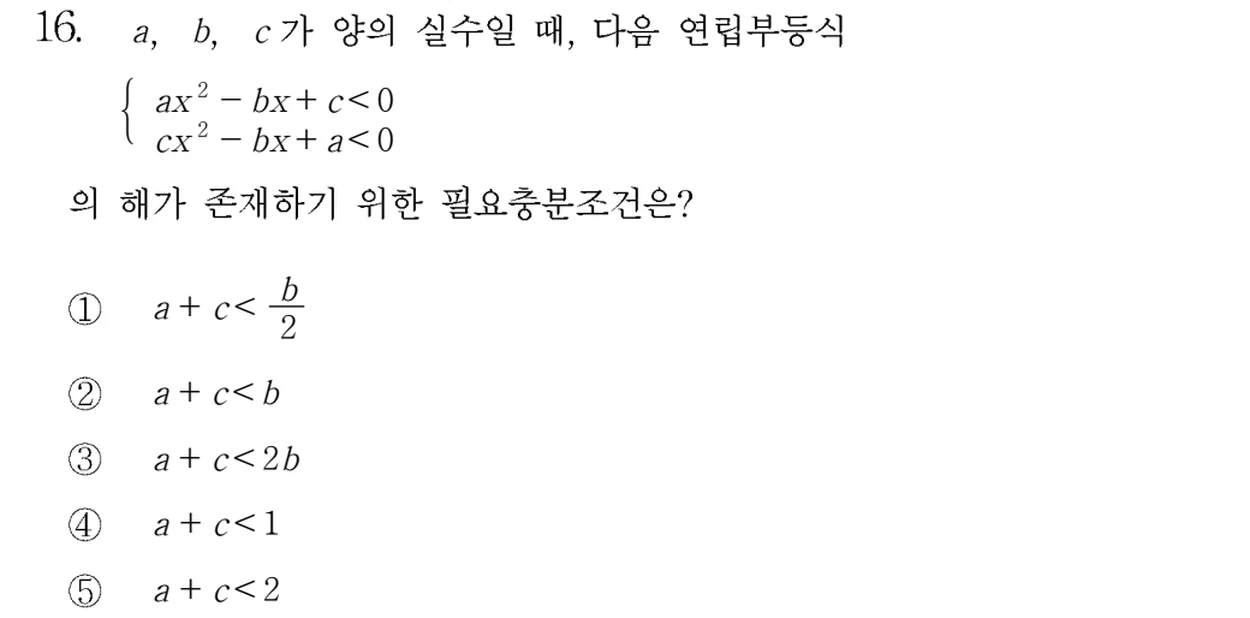 16. a, b, c가 양의 실수일 때, 다음 연립부등식
{ ax² − bx + c < 0
cx² − bx + a < 0
의 해가 존재하기 위한 필요충분조건은?
① a + c < b/2
② a + c < b
③ a + c < 2b
④ a + c < 1
⑤ a + c < 2